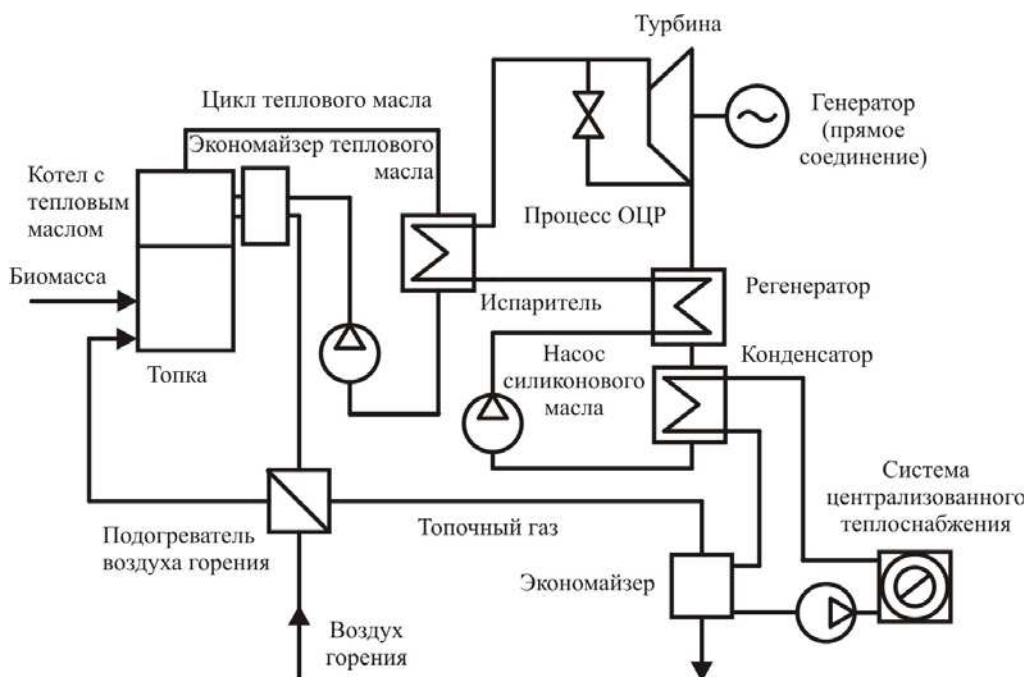 Турбина
Цикл теплового масла
Экономайзер теплового
масла
Генератор
(прямое
соединение)
Котел с
тепловым
маслом
Процесс ОЦР
Биомасса
Испаритель
Регенератор
Топка
Насос
силиконового
масла
Конденсатор
Система
централизованного
теплоснабжения
Подогреватель
воздуха горения
Топочный газ
Экономайзер
Воздух
горения